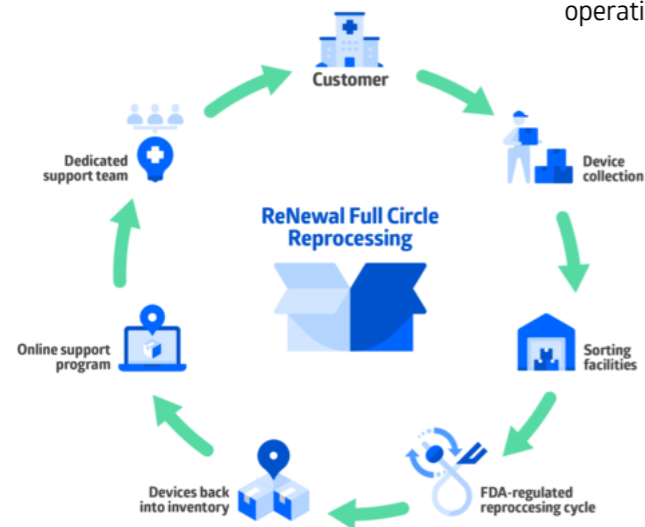 operati
Customer
Device
collection
Dedicated
support team
ReNewal Full Circle
Reprocessing
Online support
program
Sorting
facilities
Devices back
into inventory
FDA-regulated
reproccesing cycle